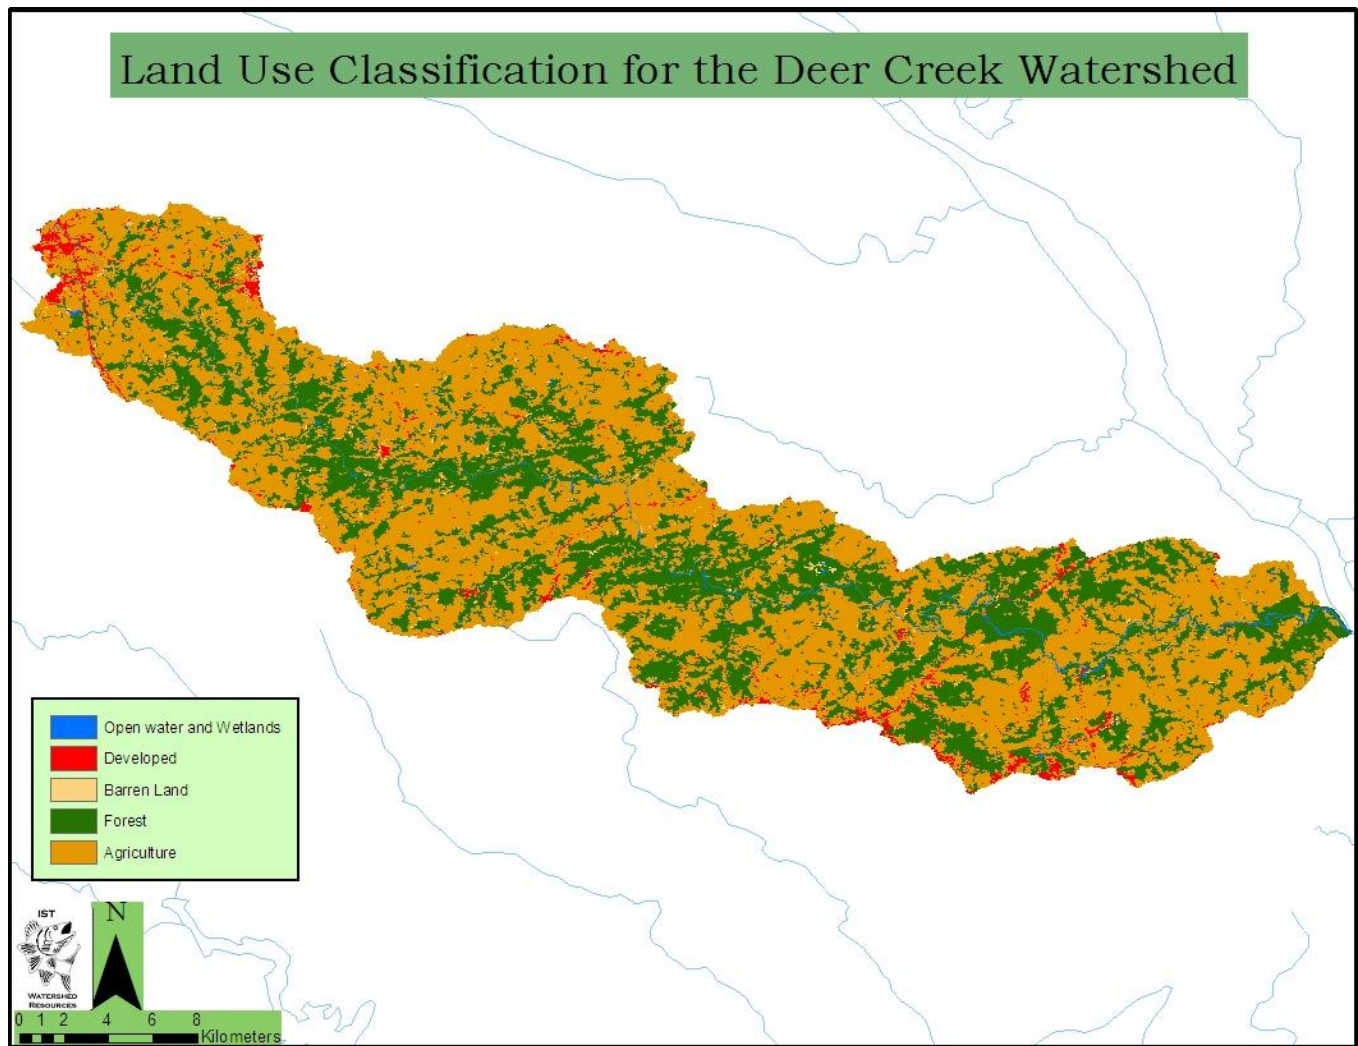 Land Use Classification for the Deer Creek Watershed
Open water and Wetlands
Developed
Barren Land
Forest
Agriculture
IST
N
WATERSHED
RESOURCES
0 1 2 4 6 8
Kilometers